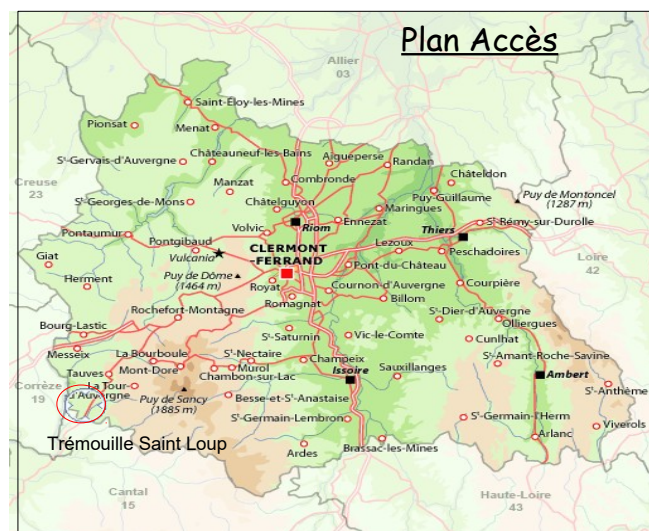 Plan Accès
Allier
03
Saint-Eloy-les-Mines
Pionsat
Menat
Sᵗ-Gervais-d'Auvergne
Châteauneuf-les-Bains
Aigueperse
Randan
Châteldon
Combronde
Creuse
23
Manzat
Puy-Guillaume
Puy de Montoncel
(1287 m)
Sᵗ-Georges-de-Mons
Châtelguyon
Maringues
Ennezat
Sᵗ-Rémy-sur-Durolle
Pontaumur
Volvic
Riom
Thiers
Pontgibaud
CLERMONT
-FERRAND
Lezoux
Peschadoires
Loire
42
Giat
Vulcania
Pont-du-Château
Herment
Puy de Dôme
(1464 m)
Royat
Cournon-d'Auvergne
Courpière
Rochefort-Montagne
Romagnat
Billom
Sᵗ-Dier-d'Auvergne
Olliergues
Bourg-Lastic
Sᵗ-Saturnin
Vic-le-Comte
Cunlhat
Messeix
La Bourboule
Sᵗ-Nectaire
Champeix
Sᵗ-Amant-Roche-Savine
Corrèze
19
Tauves
Mont-Dore
Murol
Chambon-sur-Lac
Issoire
Sauxillanges
Ambert
La Tour
d'Auvergne
Puy de Sancy
(1885 m)
Besse-et-Sᵗ-Anastaise
Sᵗ-Anthème
Sᵗ-Germain-Lembron
Sᵗ-Germain-l'Herm
Viverols
Trémouille Saint Loup
Arlanc
Ardes
Brassac-les-Mines
Cantal
15
Haute-Loire
43